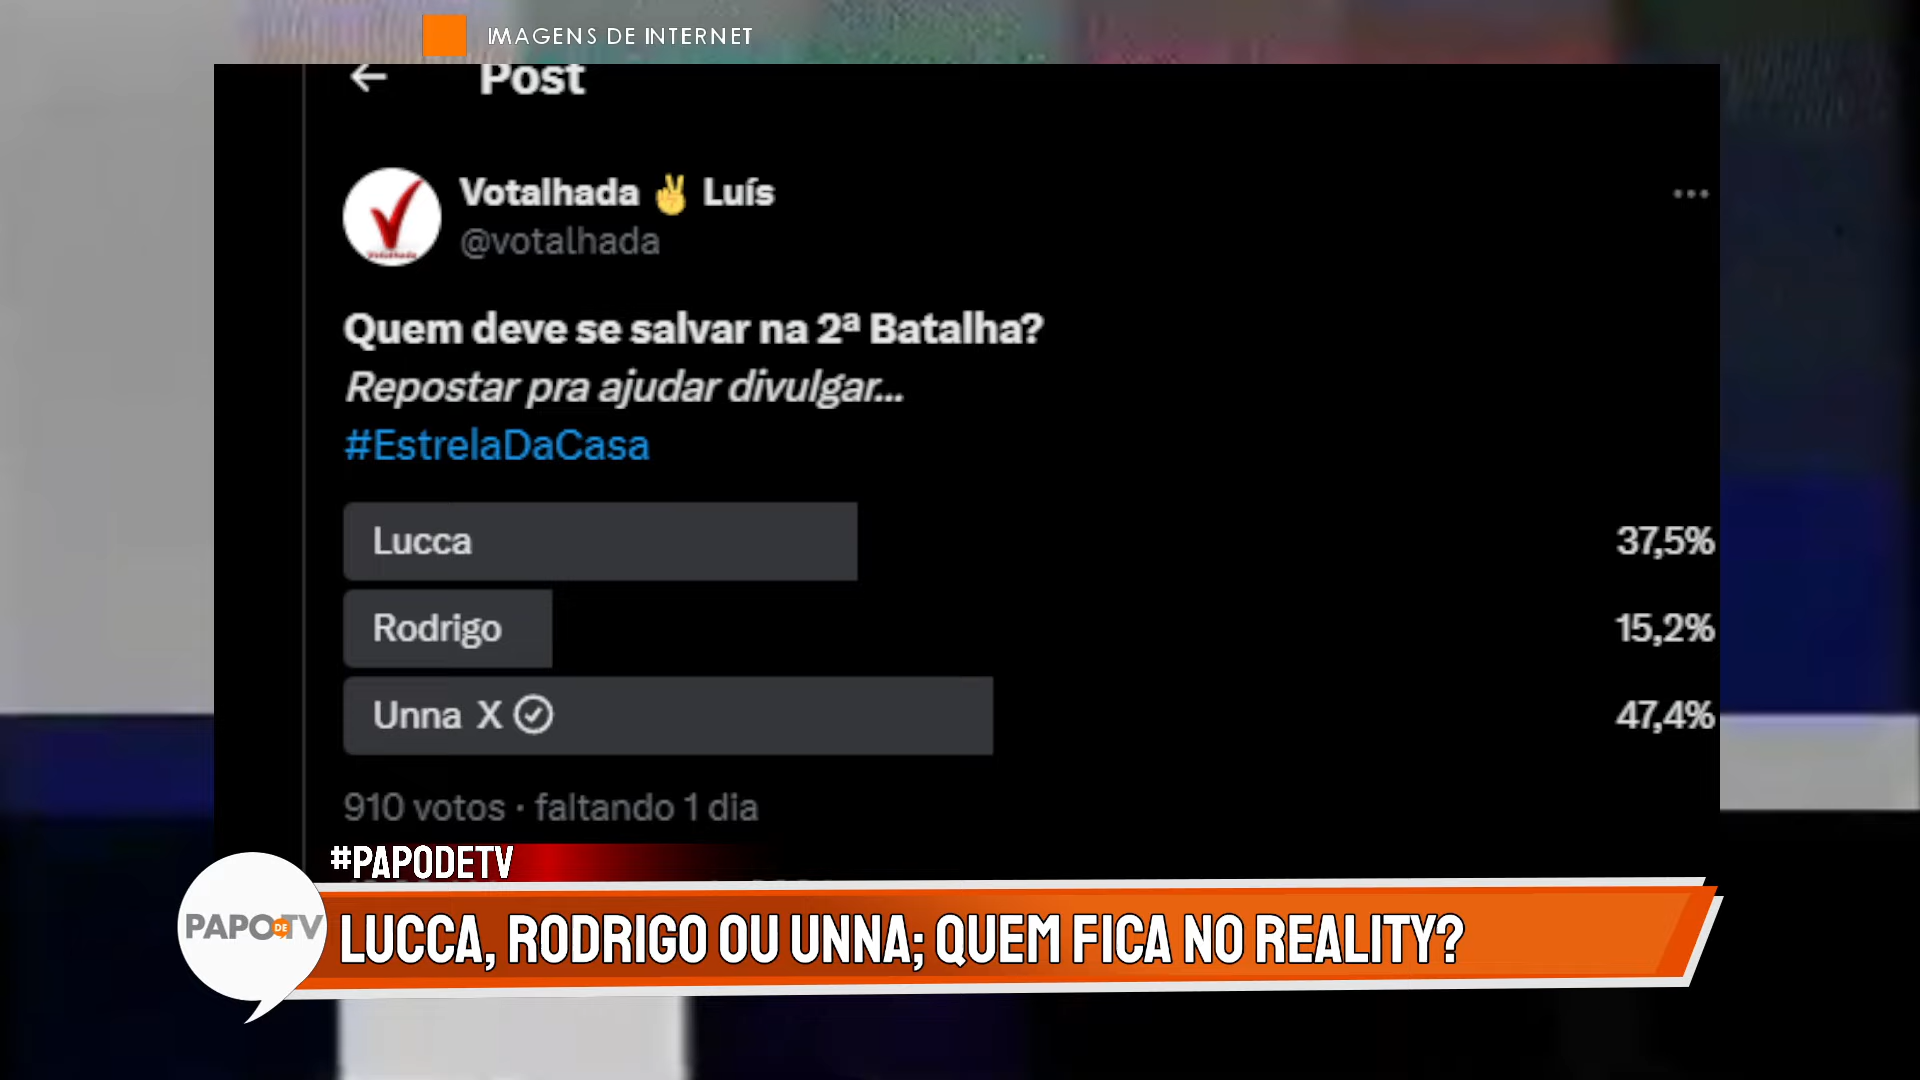 IMAGENS DE INTERNET
Post
Votalhada ✌ Luís
@votalhada
Quem deve se salvar na 2ª Batalha?
Repostar pra ajudar divulgar...
#EstrelaDaCasa
Lucca 37,5%
Rodrigo 15,2%
Unna X 47,4%
910 votos · faltando 1 dia
#PAPODETV
PAPO DE TV
LUCCA, RODRIGO OU UNNA; QUEM FICA NO REALITY?